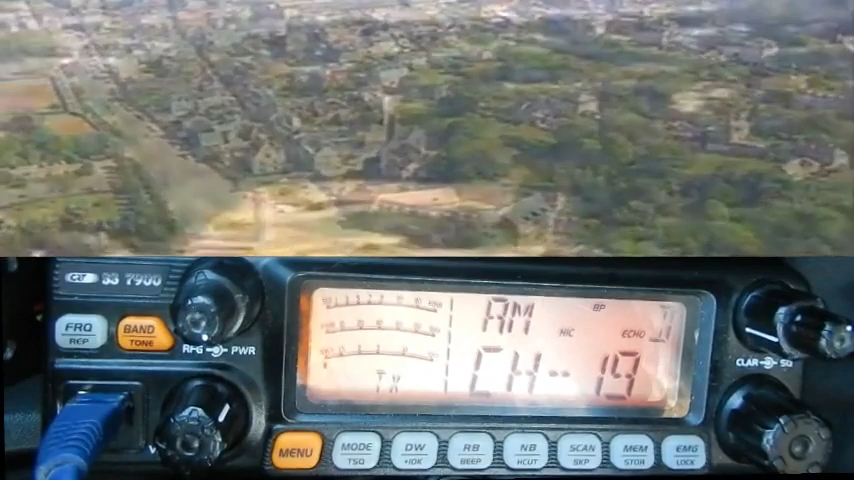 CRT SS 7900
FRQ
REP
BAND
TONE
RFG PWR
AM
BP
HIC
ECHO
CH--19
TX
CLAR SQ
MENU
MODE
TSQ
DW
+10K
RB
BEEP
NB
HCUT
SCAN
SKP
MEM
STOR
EMG
LOCK